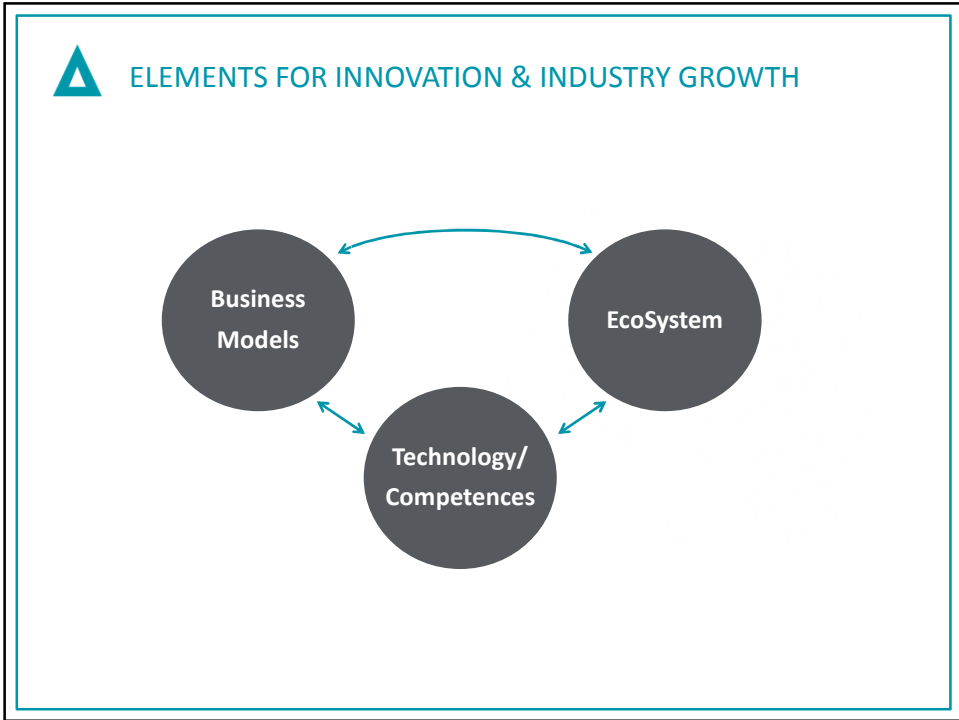 ELEMENTS FOR INNOVATION & INDUSTRY GROWTH
Business
Models
EcoSystem
Technology/
Competences